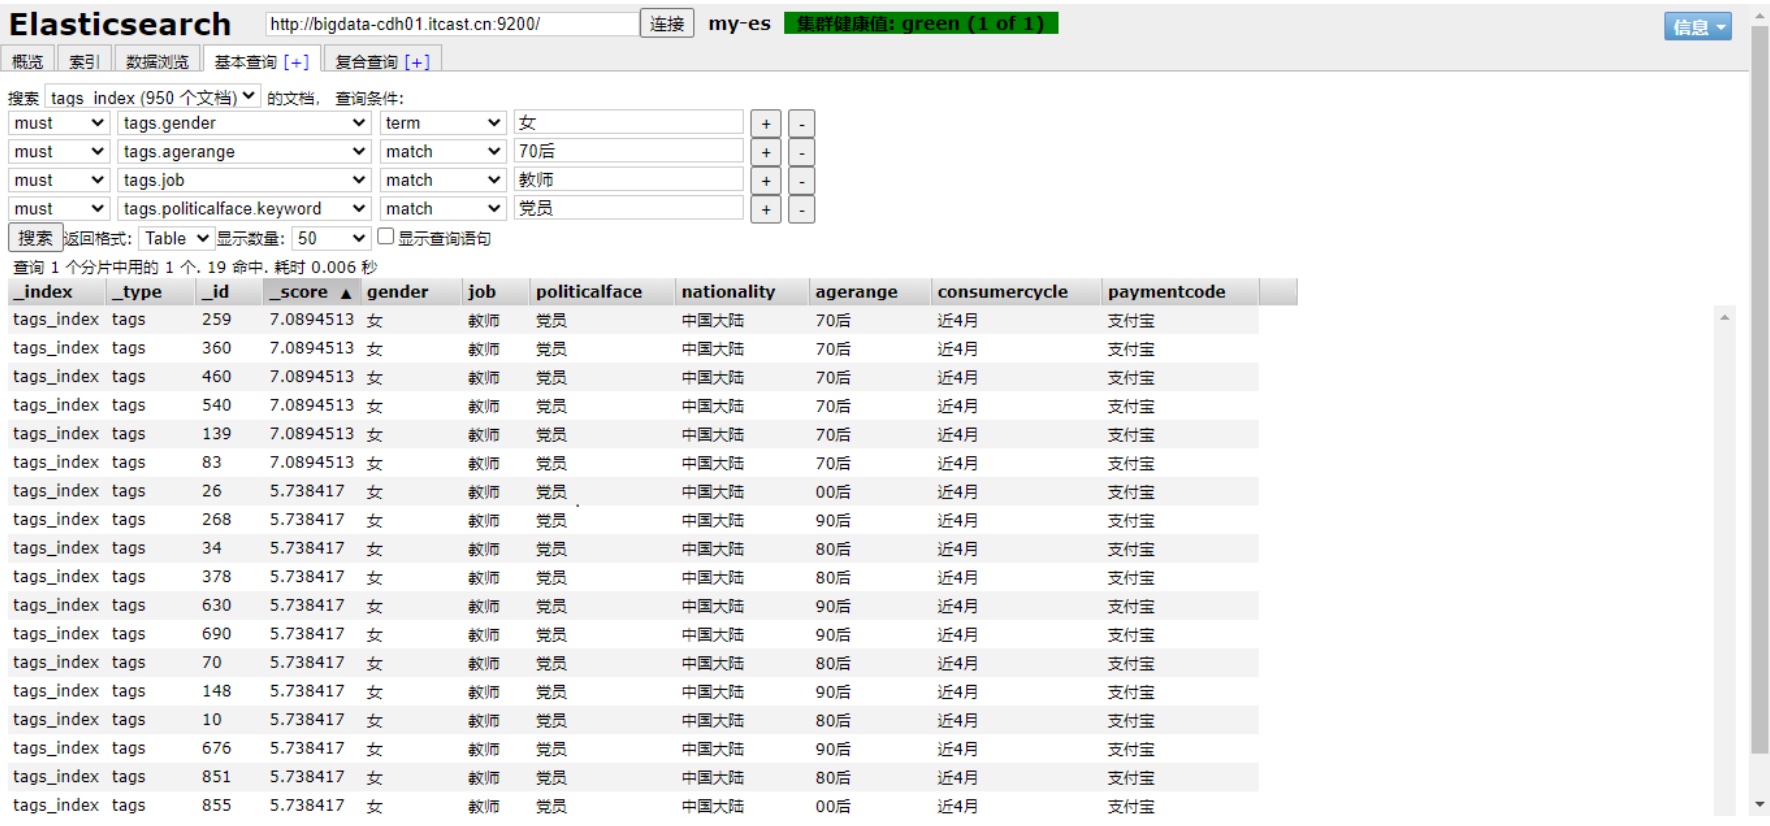 Elasticsearch http://bigdata-cdh01.itcast.cn:9200/ 连接 my-es 集群健康值: green (1 of 1) 信息
概览 索引 数据浏览 基本查询 [+] 复合查询 [+]
搜索 tags_index (950 个文档) 的文档, 查询条件:
must tags.gender term 女 + -
must tags.agerange match 70后 + -
must tags.job match 教师 + -
must tags.politicalface.keyword match 党员 + -
搜索 返回格式: Table 显示数量: 50 显示查询语句
查询 1 个分片中用的 1 个. 19 命中. 耗时 0.006 秒
_index _type _id _score ▲ gender job politicalface nationality agerange consumercycle paymentcode
tags_index tags 259 7.0894513 女 教师 党员 中国大陆 70后 近4月 支付宝
tags_index tags 360 7.0894513 女 教师 党员 中国大陆 70后 近4月 支付宝
tags_index tags 460 7.0894513 女 教师 党员 中国大陆 70后 近4月 支付宝
tags_index tags 540 7.0894513 女 教师 党员 中国大陆 70后 近4月 支付宝
tags_index tags 139 7.0894513 女 教师 党员 中国大陆 70后 近4月 支付宝
tags_index tags 83 7.0894513 女 教师 党员 中国大陆 70后 近4月 支付宝
tags_index tags 26 5.738417 女 教师 党员 中国大陆 00后 近4月 支付宝
tags_index tags 268 5.738417 女 教师 党员 中国大陆 90后 近4月 支付宝
tags_index tags 34 5.738417 女 教师 党员 中国大陆 80后 近4月 支付宝
tags_index tags 378 5.738417 女 教师 党员 中国大陆 80后 近4月 支付宝
tags_index tags 630 5.738417 女 教师 党员 中国大陆 90后 近4月 支付宝
tags_index tags 690 5.738417 女 教师 党员 中国大陆 90后 近4月 支付宝
tags_index tags 70 5.738417 女 教师 党员 中国大陆 80后 近4月 支付宝
tags_index tags 148 5.738417 女 教师 党员 中国大陆 90后 近4月 支付宝
tags_index tags 10 5.738417 女 教师 党员 中国大陆 80后 近4月 支付宝
tags_index tags 676 5.738417 女 教师 党员 中国大陆 90后 近4月 支付宝
tags_index tags 851 5.738417 女 教师 党员 中国大陆 80后 近4月 支付宝
tags_index tags 855 5.738417 女 教师 党员 中国大陆 00后 近4月 支付宝